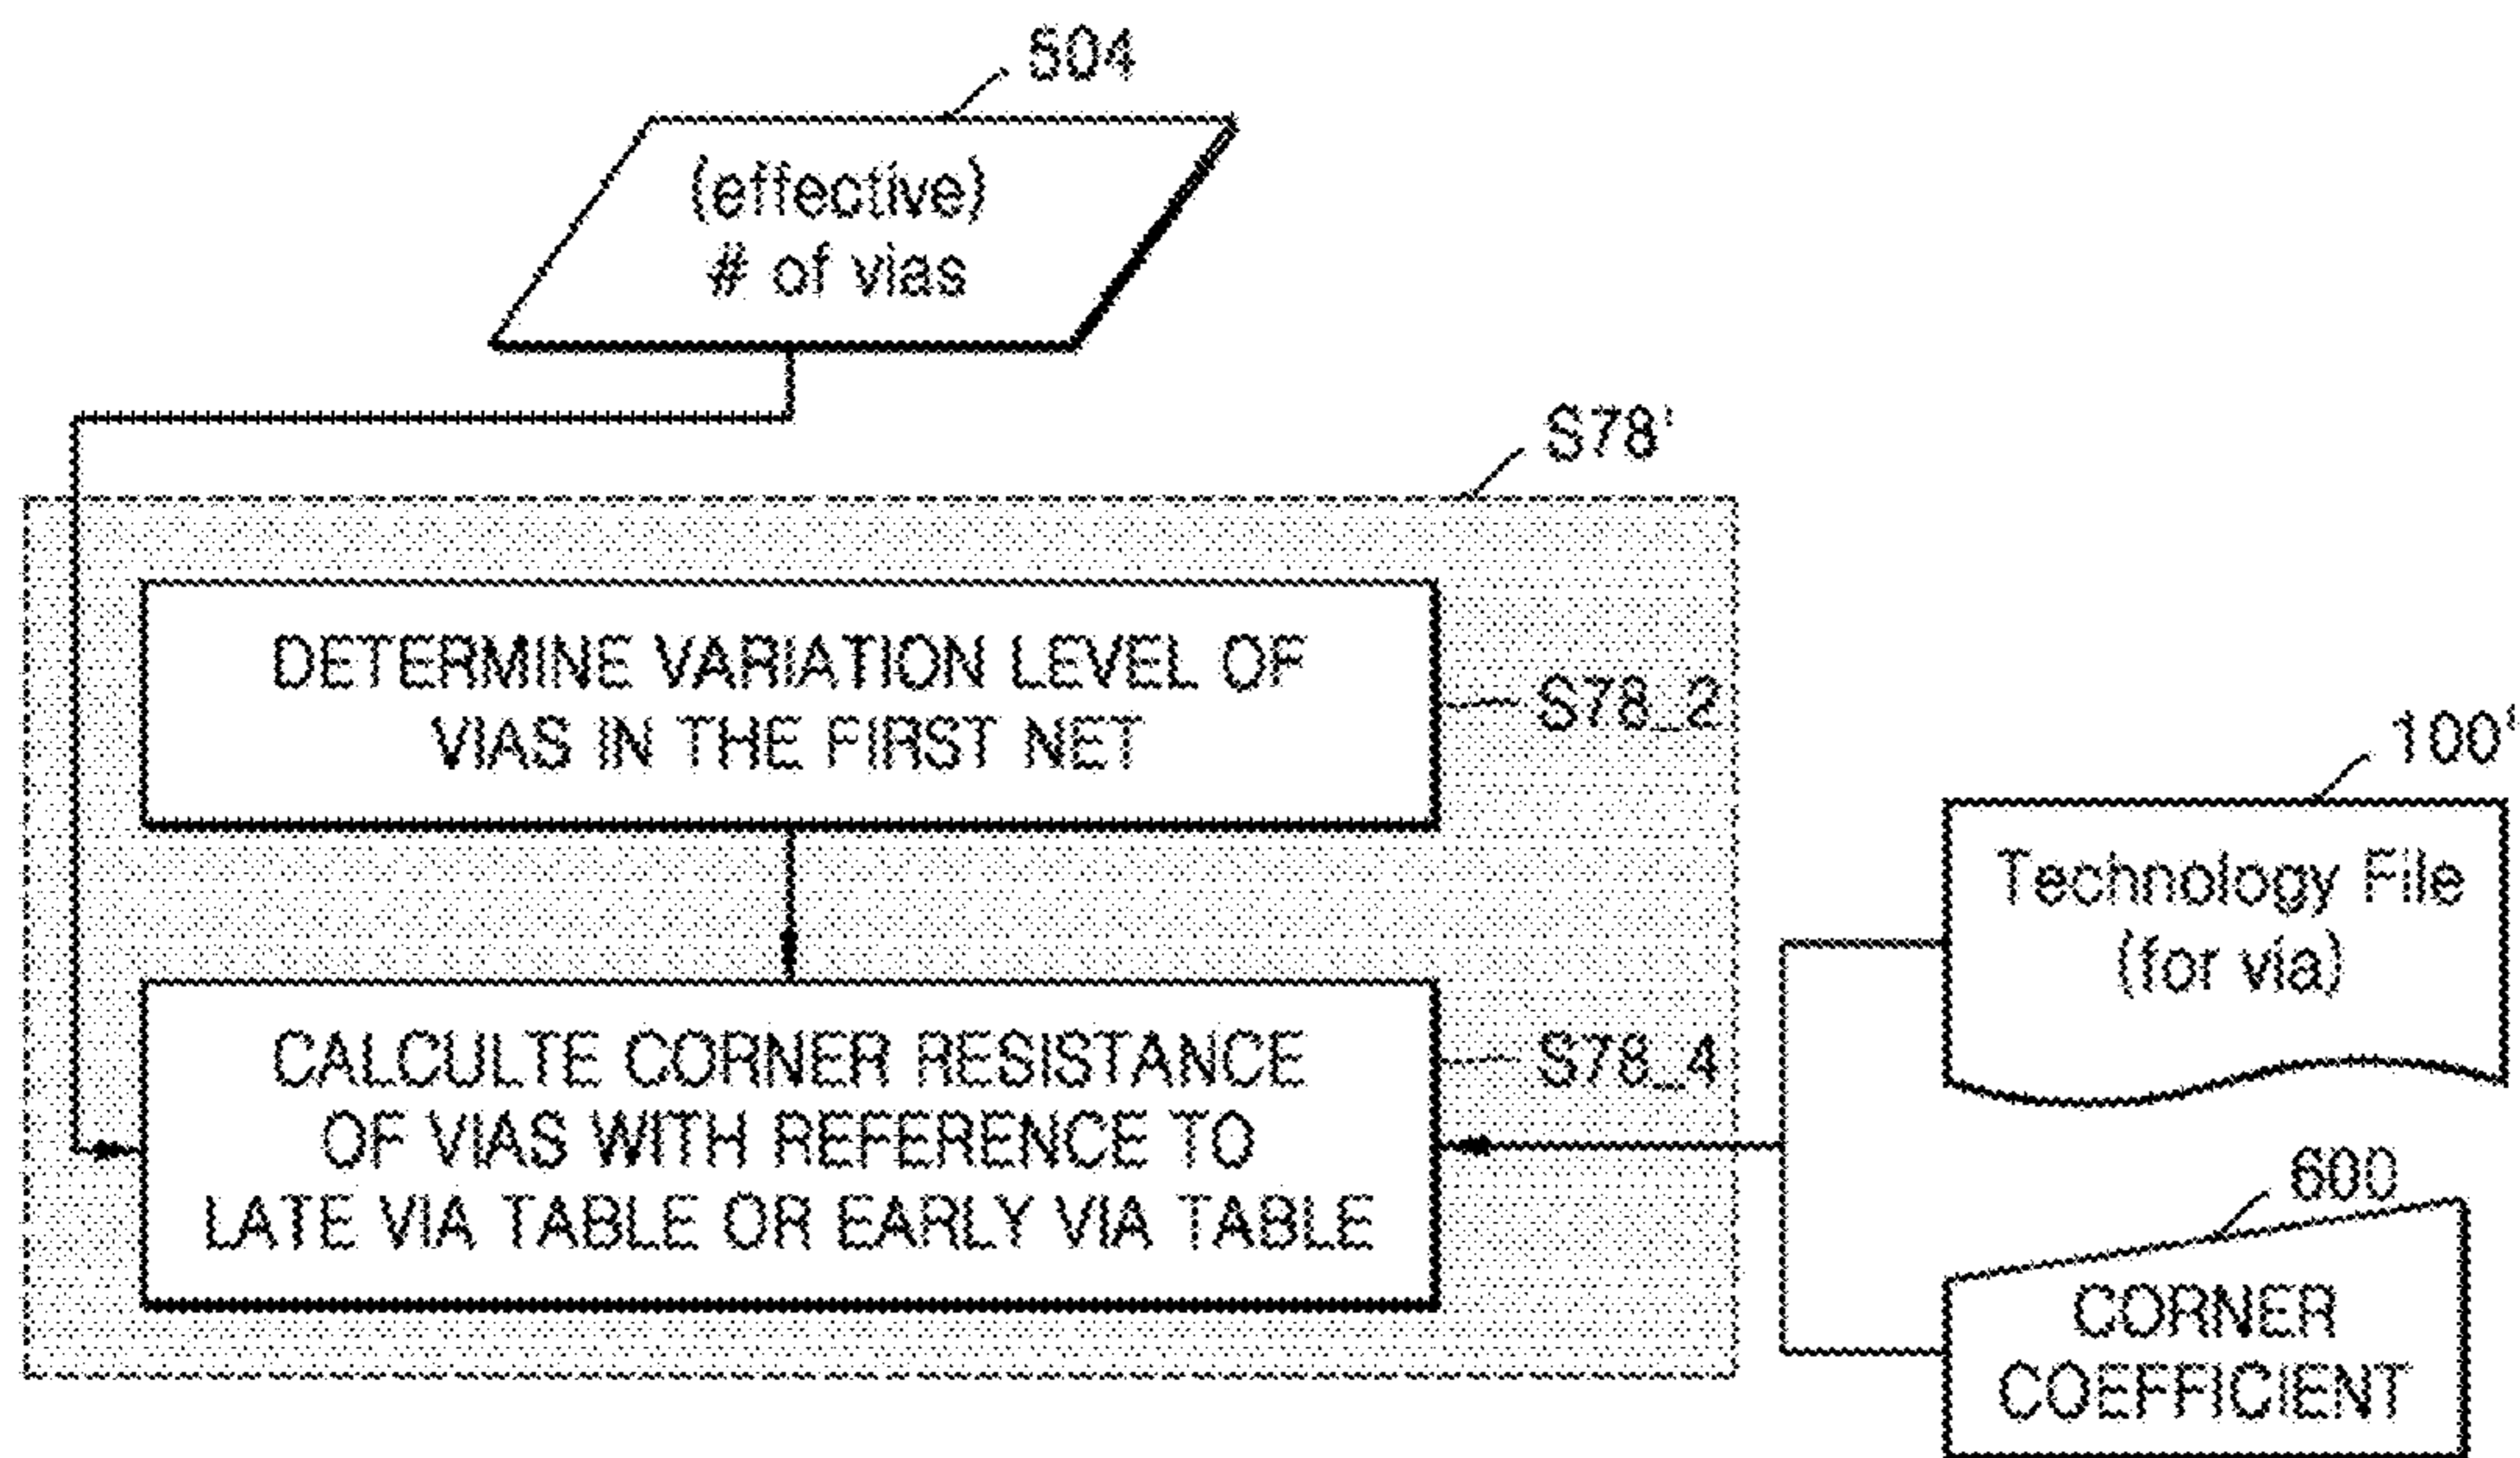 504
(effective)
# of vias
S78'
DETERMINE VARIATION LEVEL OF
VIAS IN THE FIRST NET
S78_2
100'
Technology File
(for via)
CALCULTE CORNER RESISTANCE
OF VIAS WITH REFERENCE TO
LATE VIA TABLE OR EARLY VIA TABLE
S78_4
600
CORNER
COEFFICIENT